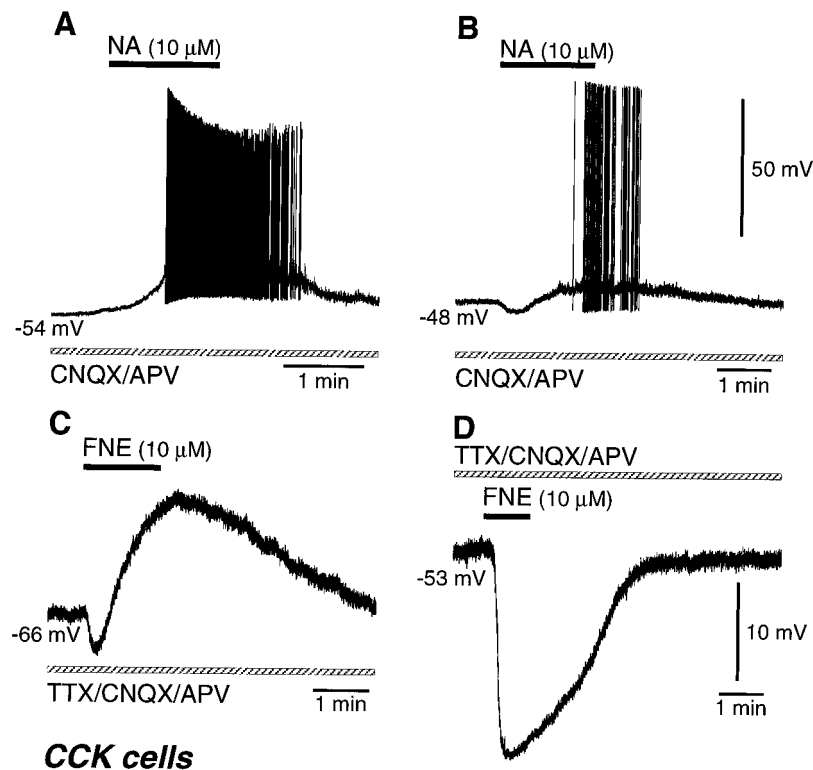 A
NA (10 µM)
-54 mV
CNQX/APV
1 min
B
NA (10 µM)
50 mV
-48 mV
CNQX/APV
1 min
C
FNE (10 µM)
-66 mV
TTX/CNQX/APV
1 min
D
TTX/CNQX/APV
FNE (10 µM)
-53 mV
10 mV
1 min
CCK cells